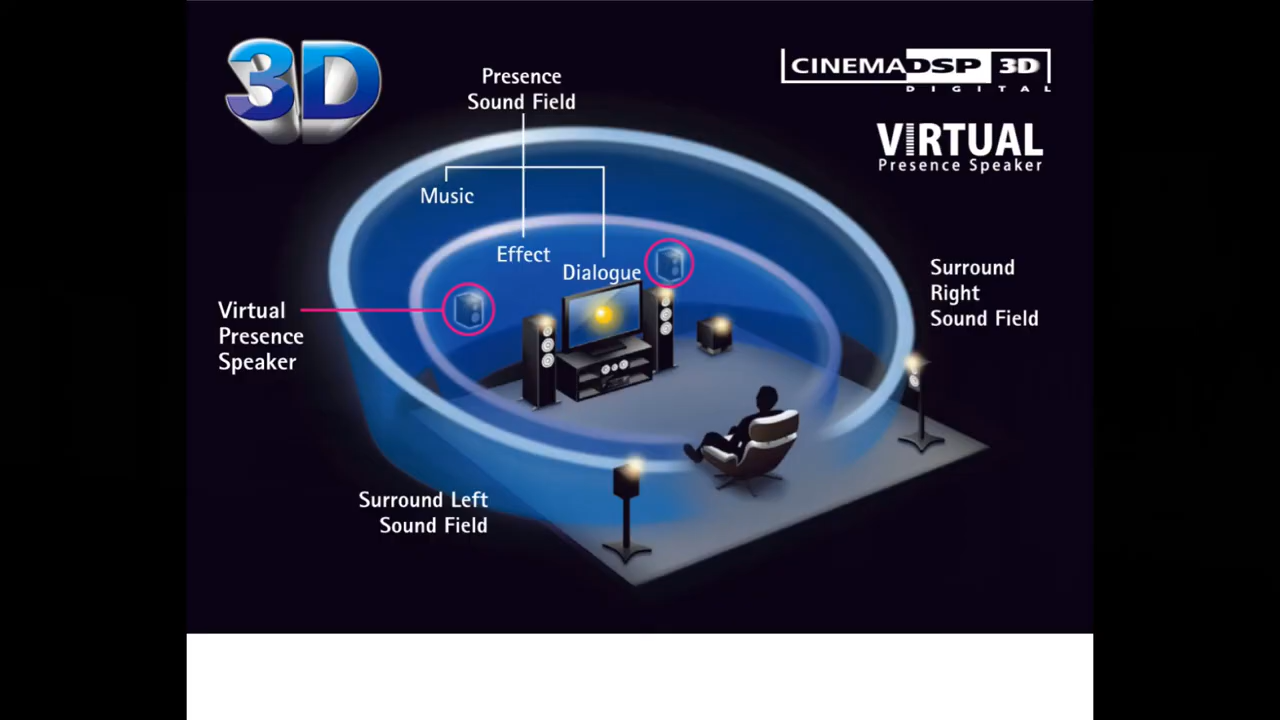 3D
Presence
Sound Field
CINEMA DSP 3D
DIGITAL
VIRTUAL
Presence Speaker
Music
Effect
Dialogue
Surround
Right
Sound Field
Virtual
Presence
Speaker
Surround Left
Sound Field